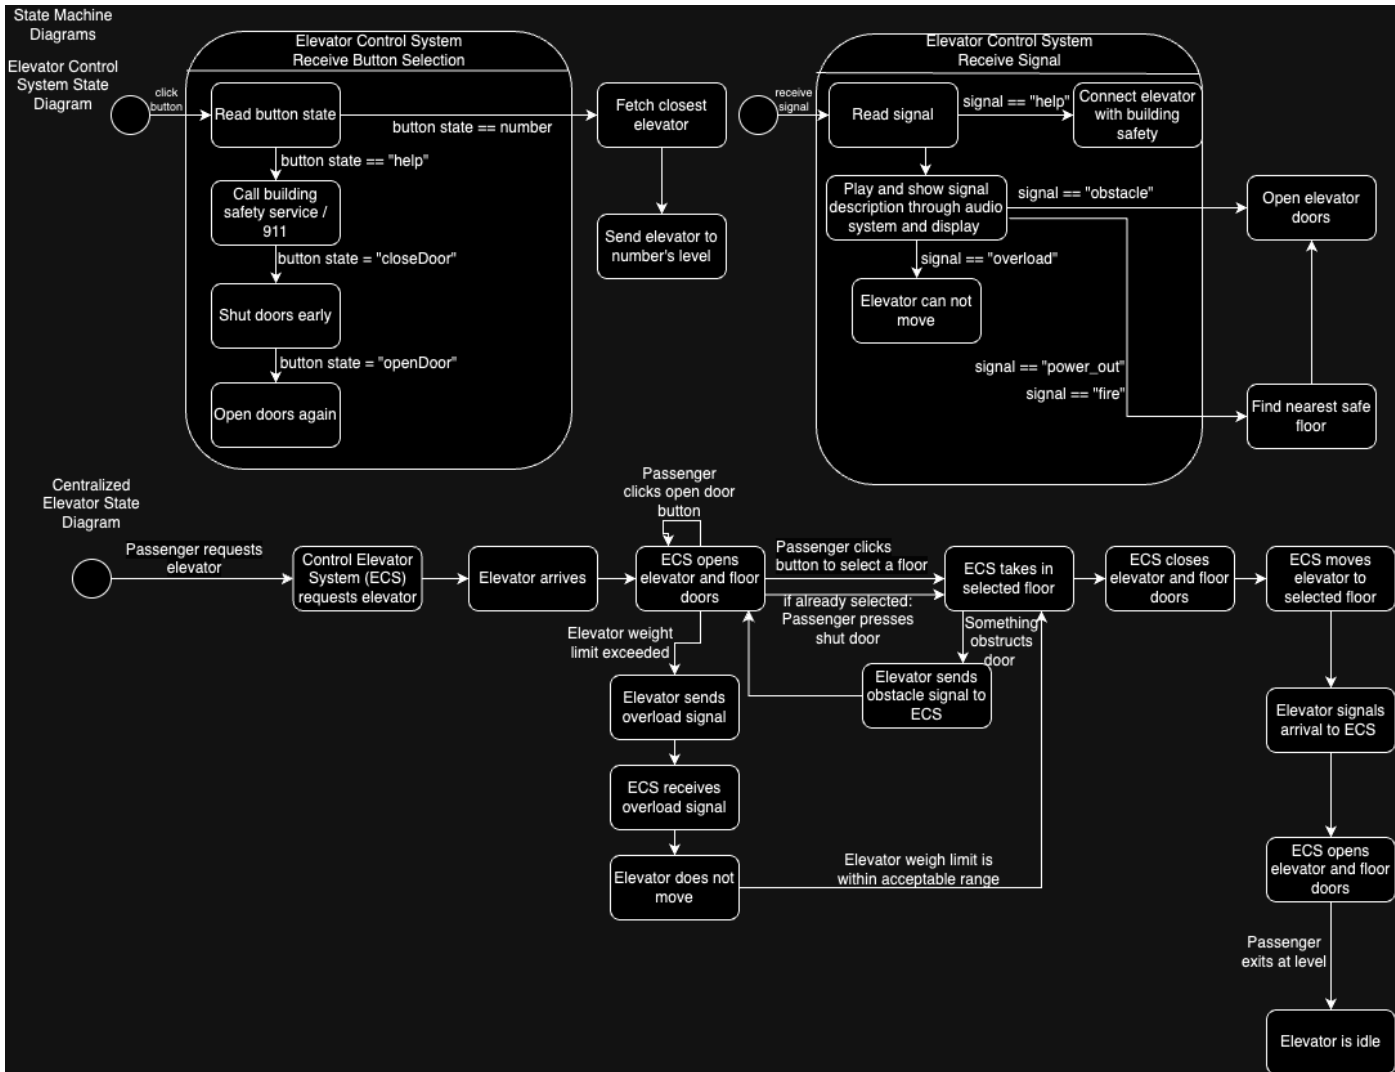 State Machine
Diagrams
Elevator Control
System State
Diagram
click
button
Elevator Control System
Receive Button Selection
Read button state
button state == number
button state == "help"
Call building
safety service /
911
button state = "closeDoor"
Shut doors early
button state = "openDoor"
Open doors again
Fetch closest
elevator
Send elevator to
number's level
receive
signal
Elevator Control System
Receive Signal
Read signal
signal == "help"
Connect elevator
with building
safety
Play and show signal
description through audio
system and display
signal == "obstacle"
Open elevator
doors
signal == "overload"
Elevator can not
move
signal == "power_out"
signal == "fire"
Find nearest safe
floor
Centralized
Elevator State
Diagram
Passenger requests
elevator
Control Elevator
System (ECS)
requests elevator
Elevator arrives
Passenger
clicks open door
button
ECS opens
elevator and floor
doors
Passenger clicks
button to select a floor
if already selected:
Passenger presses
shut door
ECS takes in
selected floor
ECS closes
elevator and floor
doors
ECS moves
elevator to
selected floor
Elevator weight
limit exceeded
Something
obstructs
door
Elevator sends
obstacle signal to
ECS
Elevator sends
overload signal
ECS receives
overload signal
Elevator does not
move
Elevator weigh limit is
within acceptable range
Elevator signals
arrival to ECS
ECS opens
elevator and floor
doors
Passenger
exits at level
Elevator is idle